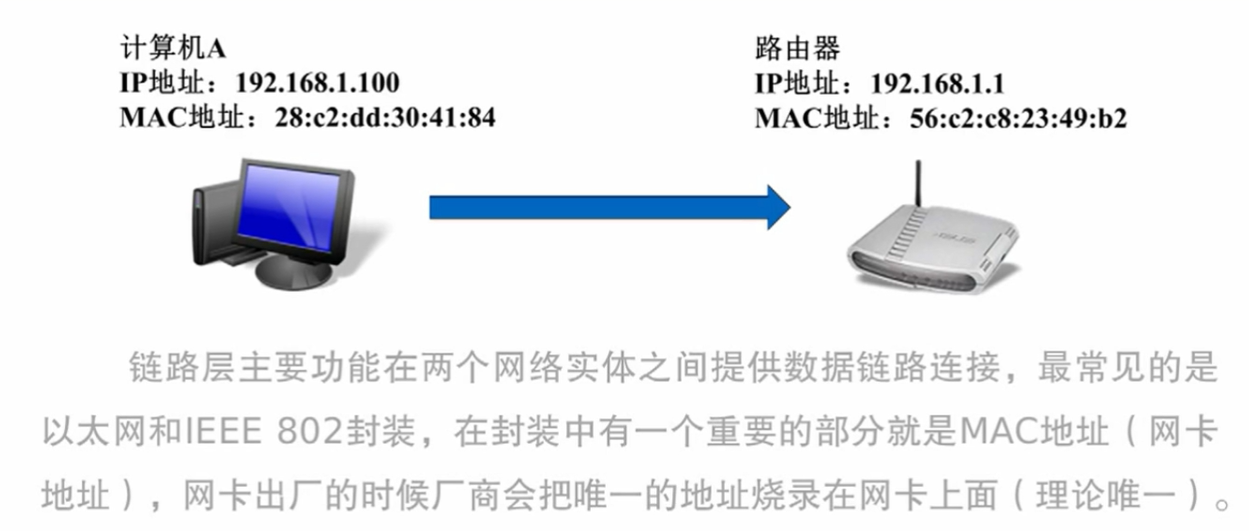 计算机A
IP地址：192.168.1.100
MAC地址：28:c2:dd:30:41:84
路由器
IP地址：192.168.1.1
MAC地址：56:c2:c8:23:49:b2
ASUS
链路层主要功能在两个网络实体之间提供数据链路连接，最常见的是
以太网和IEEE 802封装，在封装中有一个重要的部分就是MAC地址（网卡
地址），网卡出厂的时候厂商会把唯一的地址烧录在网卡上面（理论唯一）。